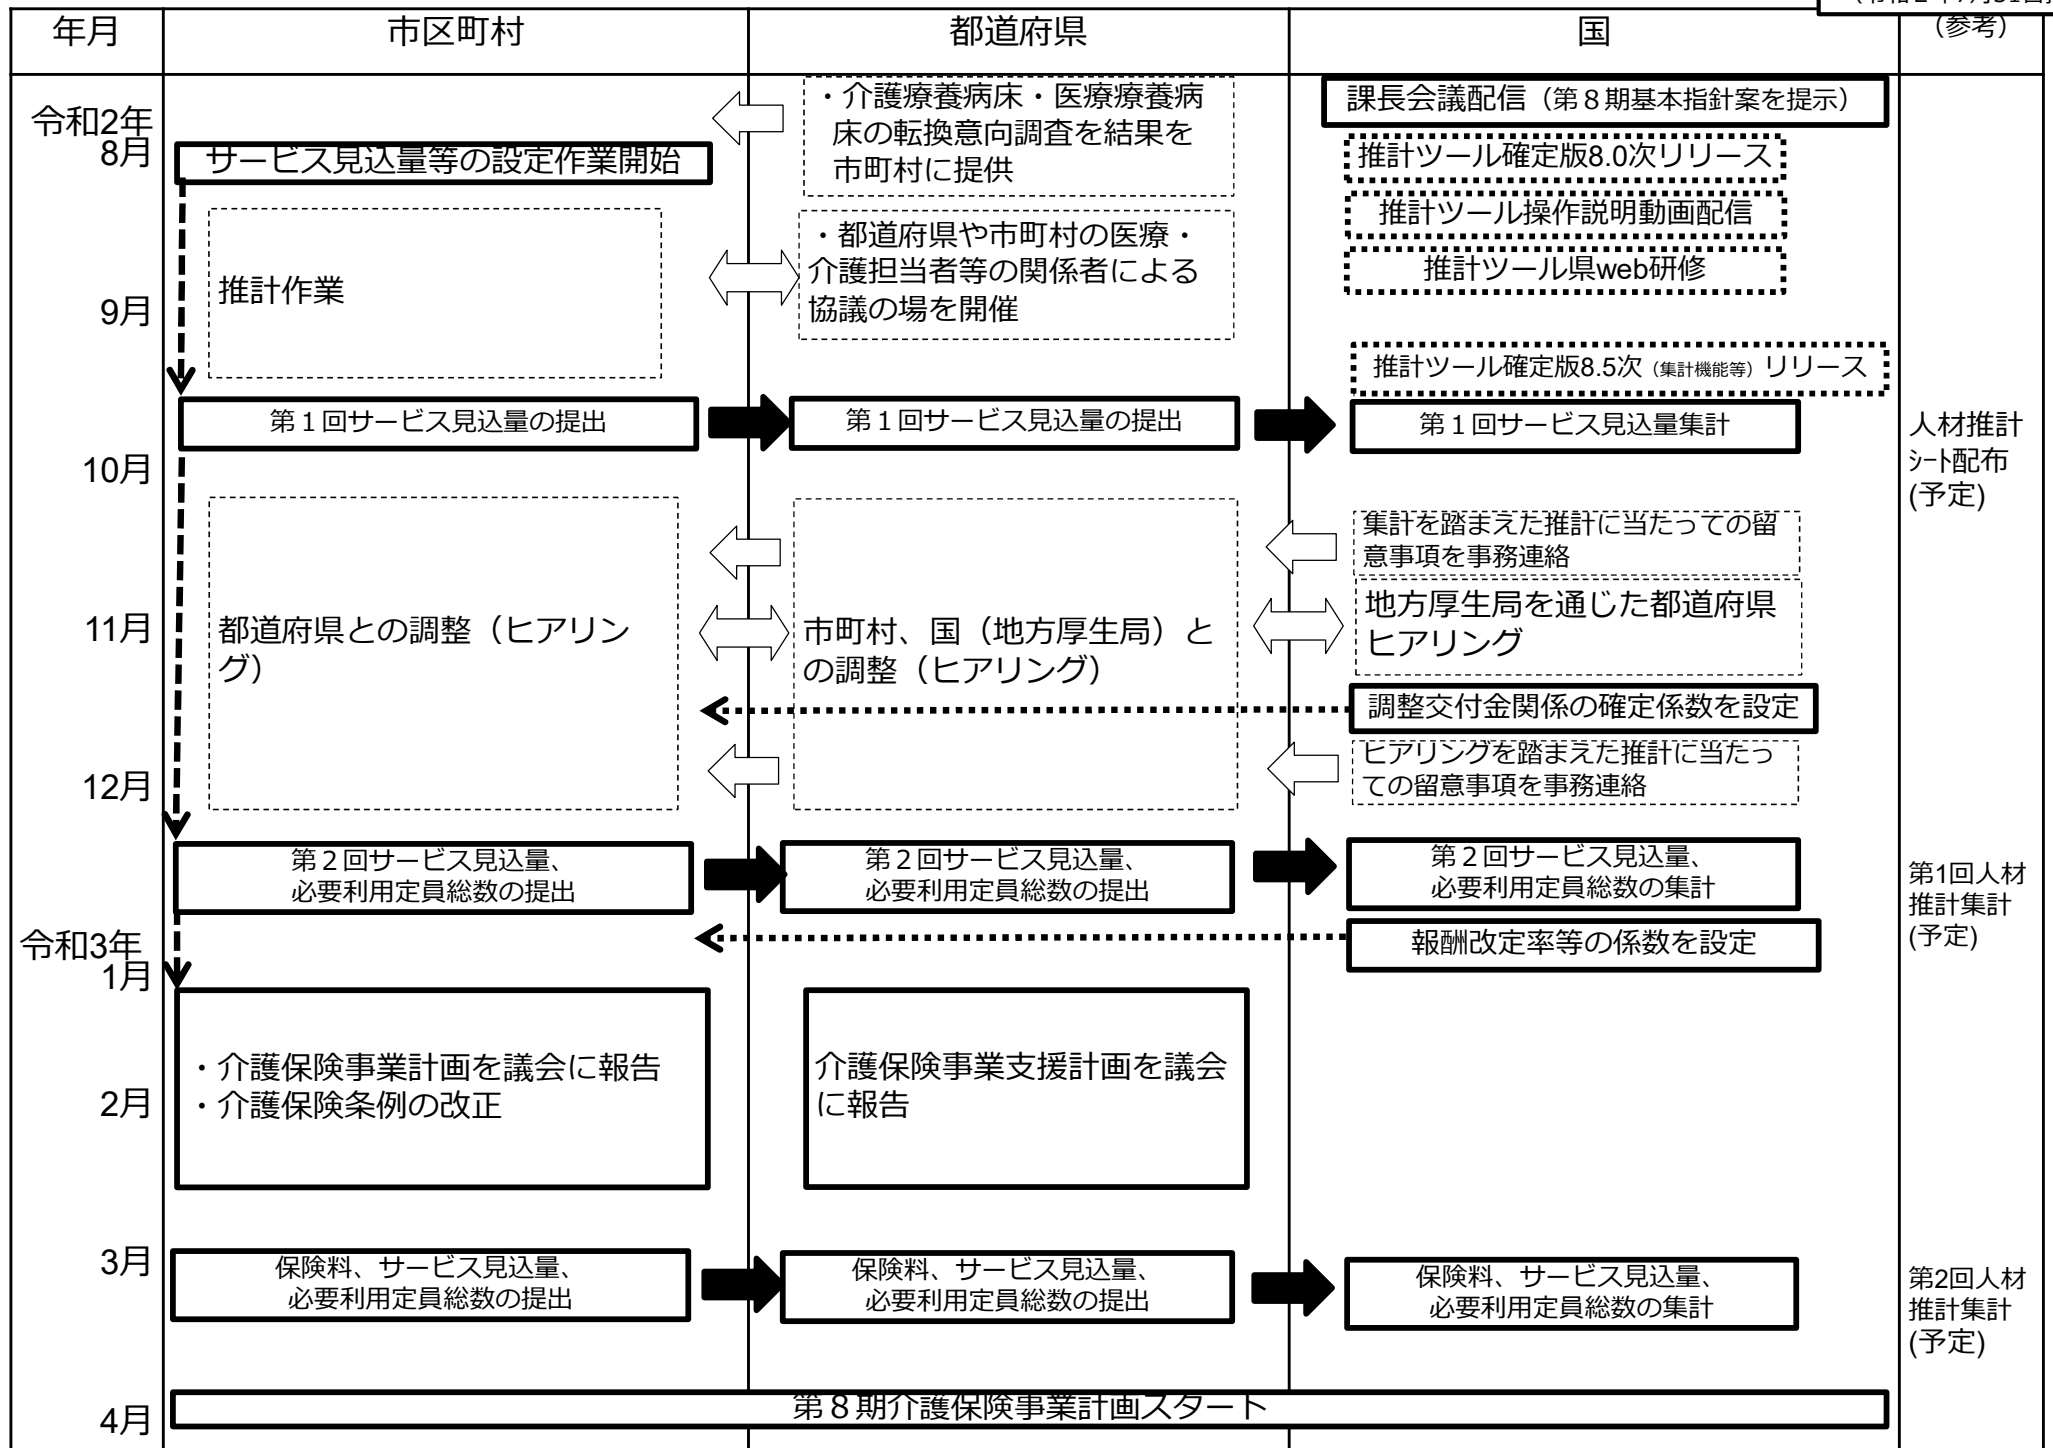 年月
市区町村
都道府県
国
（参考）
令和2年
8月
サービス見込量等の設定作業開始
・介護療養病床・医療療養病
床の転換意向調査を結果を
市町村に提供
課長会議配信（第８期基本指針案を提示）
推計ツール確定版8.0次リリース
推計ツール操作説明動画配信
推計ツール県web研修
推計作業
・都道府県や市町村の医療・
介護担当者等の関係者による
協議の場を開催
9月
推計ツール確定版8.5次（集計機能等）リリース
第１回サービス見込量の提出
第１回サービス見込量の提出
第１回サービス見込量集計
人材推計
ｼｰﾄ配布
(予定)
10月
集計を踏まえた推計に当たっての留
意事項を事務連絡
11月
都道府県との調整（ヒアリン
グ）
市町村、国（地方厚生局）と
の調整（ヒアリング）
地方厚生局を通じた都道府県
ヒアリング
調整交付金関係の確定係数を設定
ヒアリングを踏まえた推計に当たっ
ての留意事項を事務連絡
12月
第２回サービス見込量、
必要利用定員総数の提出
第２回サービス見込量、
必要利用定員総数の提出
第２回サービス見込量、
必要利用定員総数の集計
第1回人材
推計集計
(予定)
令和3年
1月
報酬改定率等の係数を設定
・介護保険事業計画を議会に報告
・介護保険条例の改正
介護保険事業支援計画を議会
に報告
2月
3月
保険料、サービス見込量、
必要利用定員総数の提出
保険料、サービス見込量、
必要利用定員総数の提出
保険料、サービス見込量、
必要利用定員総数の集計
第2回人材
推計集計
(予定)
4月
第８期介護保険事業計画スタート